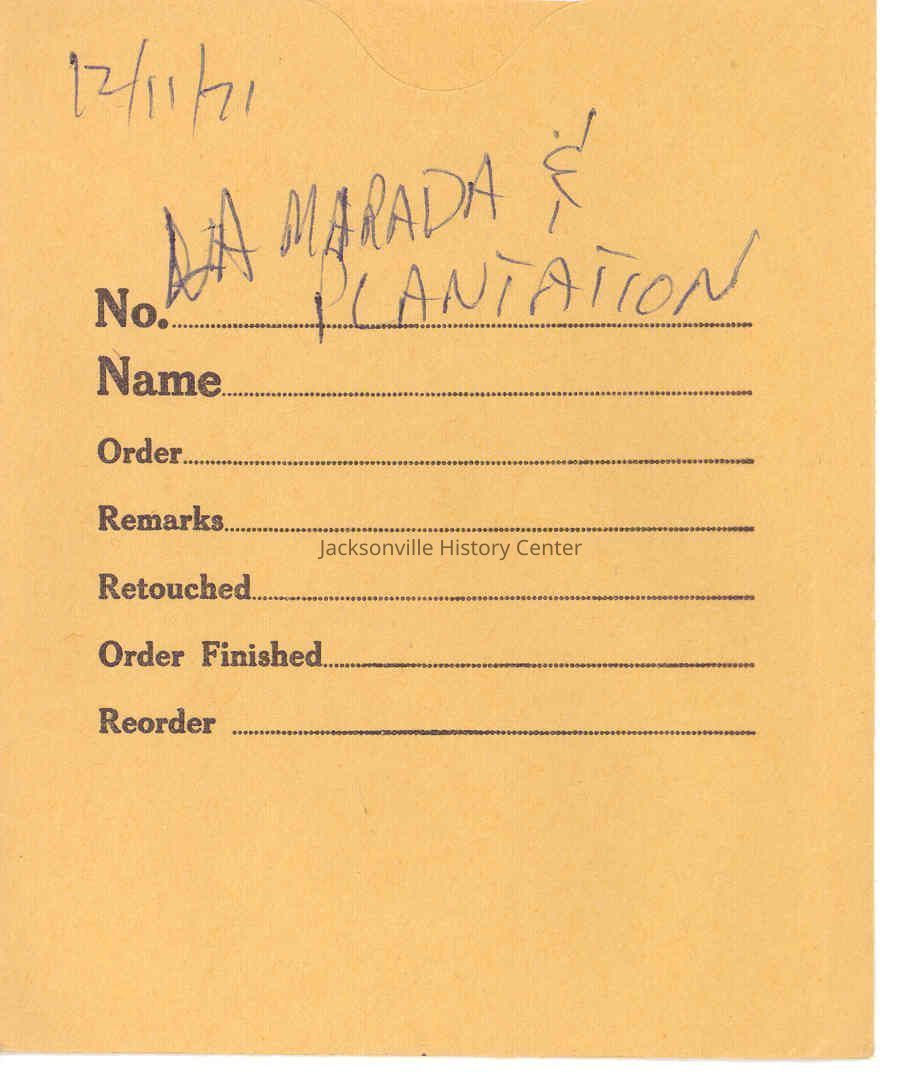 12/11/71
LA MARADA &
PLANTATION
No.
Name
Order
Remarks
Jacksonville History Center
Retouched
Order Finished
Reorder